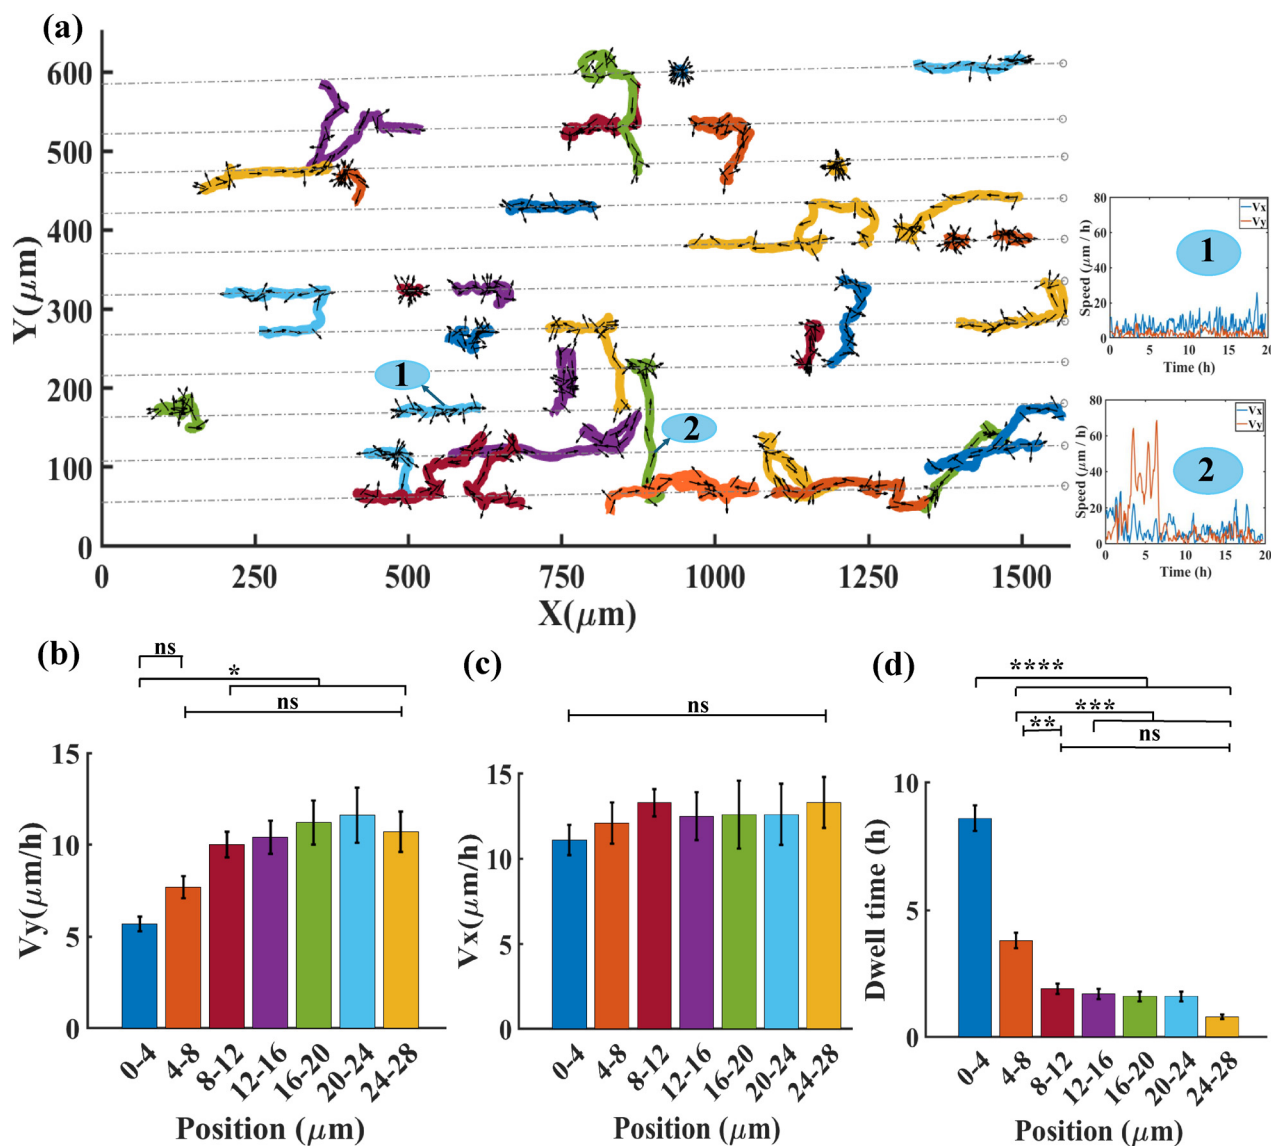 (a)
Y(μm)
600
500
400
300
200
100
0
0 250 500 750 1000 1250 1500
X(μm)
1
2
Speed (μm / h)
80
60
40
20
0
Vx
Vy
1
0 5 10 15 20
Time (h)
Speed (μm / h)
80
60
40
20
0
Vx
Vy
2
0 5 10 15 20
Time (h)
(b)
ns
*
ns
Vy(μm/h)
15
10
5
0
0-4 4-8 8-12 12-16 16-20 20-24 24-28
Position (μm)
(c)
ns
Vx(μm/h)
15
10
5
0
0-4 4-8 8-12 12-16 16-20 20-24 24-28
Position (μm)
(d)
****
***
**
ns
Dwell time (h)
10
5
0
0-4 4-8 8-12 12-16 16-20 20-24 24-28
Position (μm)